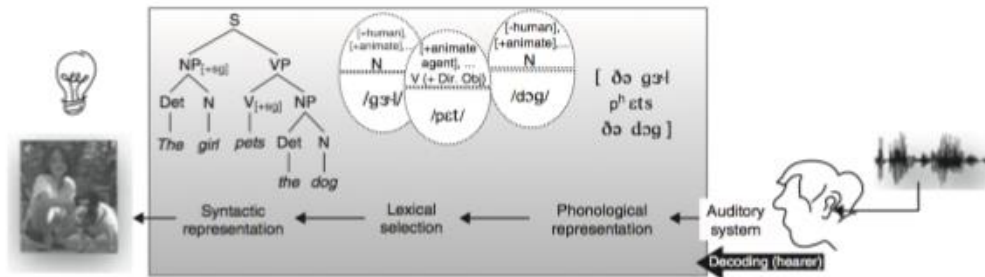 S
NP[+sg] VP
Det N V[+sg] NP
The girl pets Det N
the dog
[-human],
[+animate]...
N
/gɝl/
[+animate
agent], ...
V (+ Dir. Obj)
/pɛt/
[-human],
[+animate]...
N
/dɔg/
[ ðə gɝl
pʰ ɛts
ðə dɔg ]
Syntactic
representation
Lexical
selection
Phonological
representation
Auditory
system
Decoding (hearer)